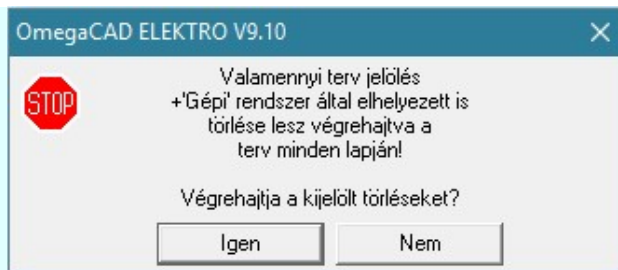 OmegaCAD ELEKTRO V9.10
STOP
Valamennyi terv jelölés
+'Gépi' rendszer által elhelyezett is
törlése lesz végrehajtva a
terv minden lapján!
Végrehajtja a kijelölt törléseket?
Igen
Nem